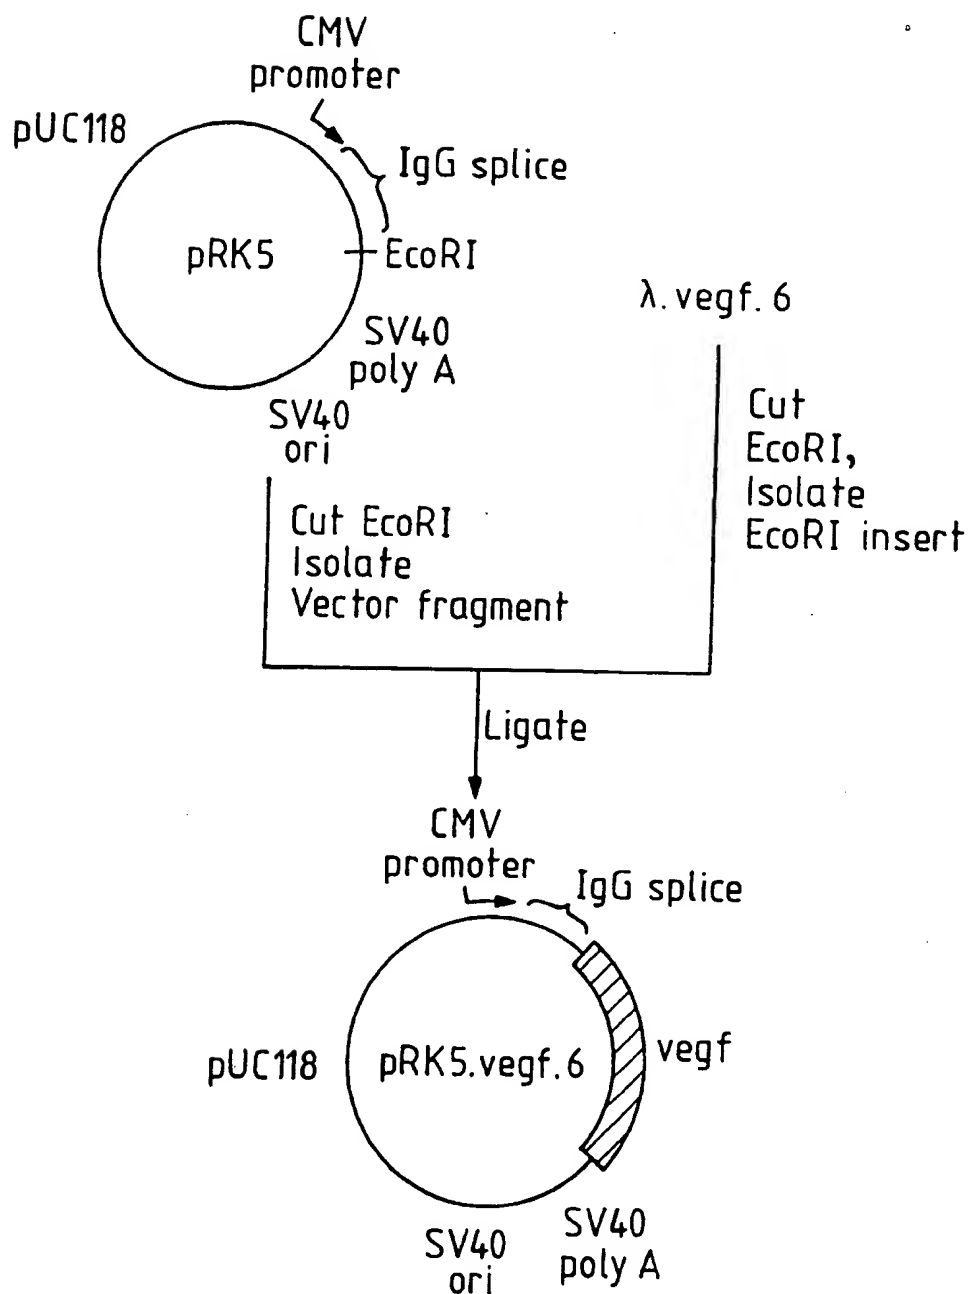 CMV
promoter
pUC118
IgG splice
pRK5
EcoRI
SV40
poly A
SV40
ori
λ.vegf.6
Cut
EcoRI,
Isolate
EcoRI insert
Cut EcoRI
Isolate
Vector fragment
Ligate
CMV
promoter
IgG splice
pUC118
pRK5.vegf.6
vegf
SV40
poly A
SV40
ori